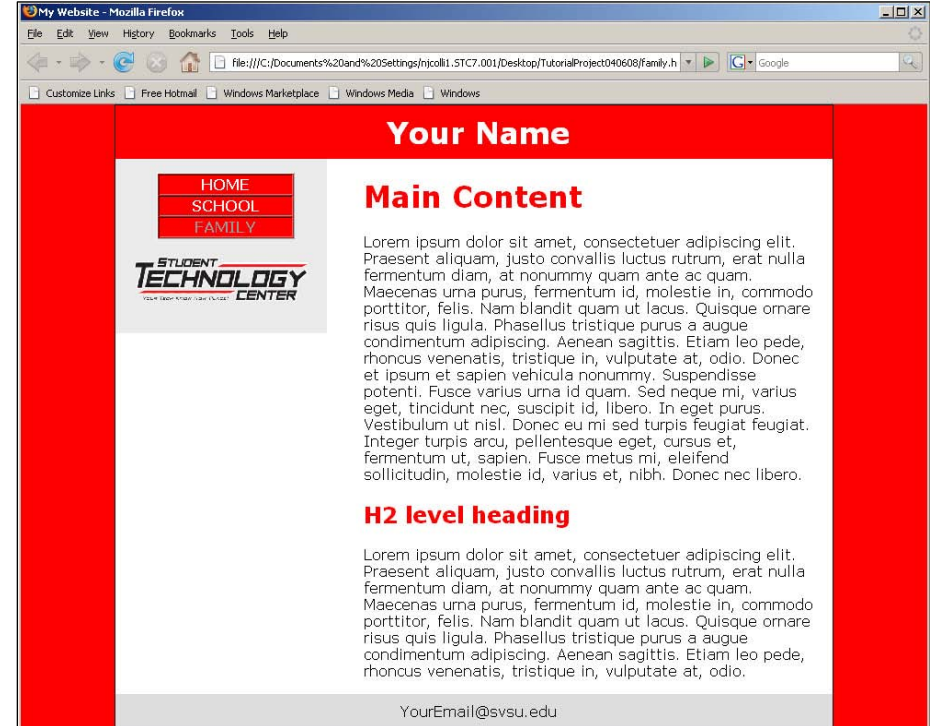 My Website - Mozilla Firefox
File Edit View History Bookmarks Tools Help
file:///C:/Documents%20and%20Settings/njcolli1.STC7.001/Desktop/TutorialProject040608/family.h
G Google
Customize Links Free Hotmail Windows Marketplace Windows Media Windows
Your Name
HOME
SCHOOL
FAMILY
STUDENT
TECHNOLOGY
CENTER
Main Content
Lorem ipsum dolor sit amet, consectetuer adipiscing elit.
Praesent aliquam, justo convallis luctus rutrum, erat nulla
fermentum diam, at nonummy quam ante ac quam.
Maecenas urna purus, fermentum id, molestie in, commodo
porttitor, felis. Nam blandit quam ut lacus. Quisque ornare
risus quis ligula. Phasellus tristique purus a augue
condimentum adipiscing. Aenean sagittis. Etiam leo pede,
rhoncus venenatis, tristique in, vulputate at, odio. Donec
et ipsum et sapien vehicula nonummy. Suspendisse
potenti. Fusce varius urna id quam. Sed neque mi, varius
eget, tincidunt nec, suscipit id, libero. In eget purus.
Vestibulum ut nisl. Donec eu mi sed turpis feugiat feugiat.
Integer turpis arcu, pellentesque eget, cursus et,
fermentum ut, sapien. Fusce metus mi, eleifend
sollicitudin, molestie id, varius et, nibh. Donec nec libero.
H2 level heading
Lorem ipsum dolor sit amet, consectetuer adipiscing elit.
Praesent aliquam, justo convallis luctus rutrum, erat nulla
fermentum diam, at nonummy quam ante ac quam.
Maecenas urna purus, fermentum id, molestie in, commodo
porttitor, felis. Nam blandit quam ut lacus. Quisque ornare
risus quis ligula. Phasellus tristique purus a augue
condimentum adipiscing. Aenean sagittis. Etiam leo pede,
rhoncus venenatis, tristique in, vulputate at, odio.
YourEmail@svsu.edu